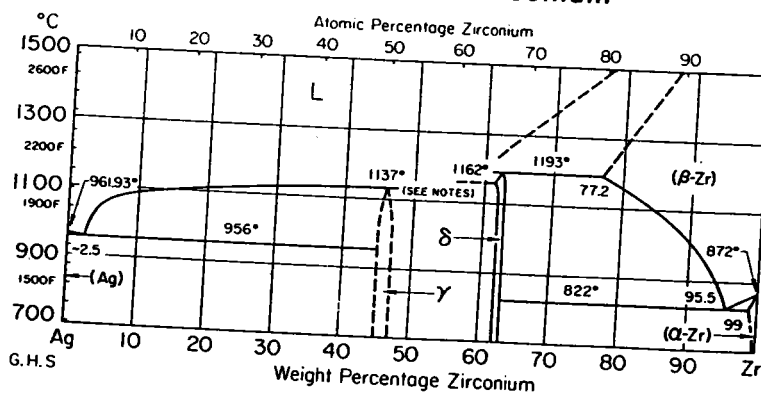 Atomic Percentage Zirconium
°C
0 10 20 30 40 50 60 70 80 90
1500
2600F
L
1300
2200F
1137° 1162° 1193°
(SEE NOTES)
(β-Zr)
1100
961.93°
77.2
1900F
956°
δ
872°
900
~2.5
1500F
(Ag)
γ
822°
95.5
99
700
(α-Zr)
Ag 10 20 30 40 50 60 70 80 90 Zr
G.H.S
Weight Percentage Zirconium